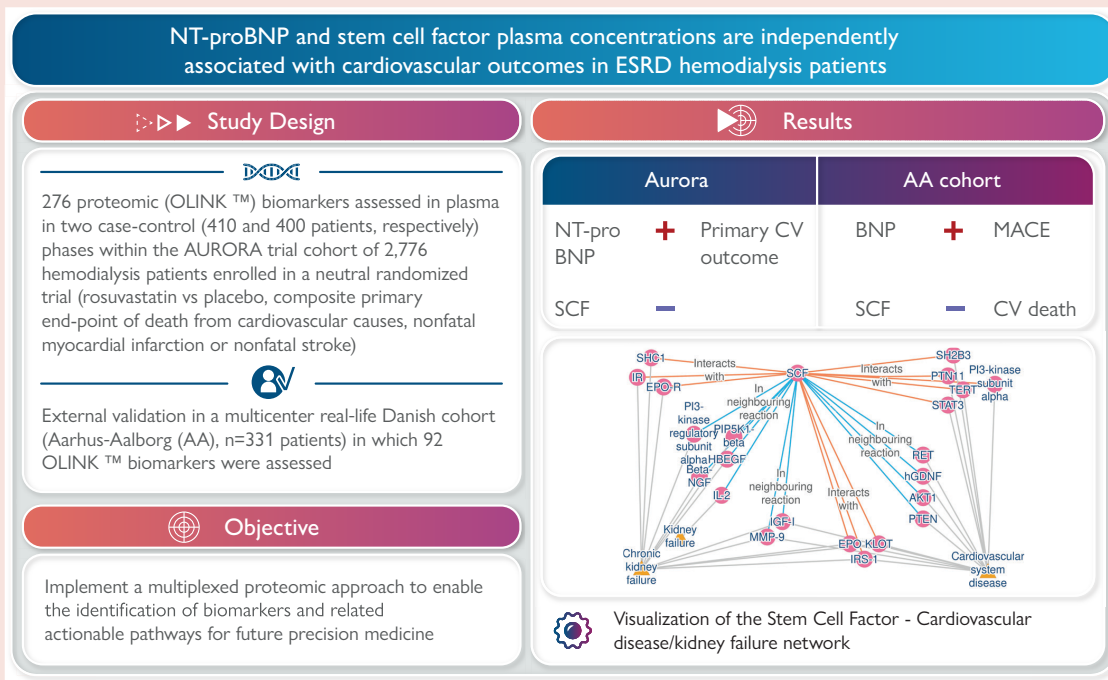 NT-proBNP and stem cell factor plasma concentrations are independently
associated with cardiovascular outcomes in ESRD hemodialysis patients
Study Design
276 proteomic (OLINK ™) biomarkers assessed in plasma
in two case-control (410 and 400 patients, respectively)
phases within the AURORA trial cohort of 2,776
hemodialysis patients enrolled in a neutral randomized
trial (rosuvastatin vs placebo, composite primary
end-point of death from cardiovascular causes, nonfatal
myocardial infarction or nonfatal stroke)
External validation in a multicenter real-life Danish cohort
(Aarhus-Aalborg (AA), n=331 patients) in which 92
OLINK ™ biomarkers were assessed
Objective
Implement a multiplexed proteomic approach to enable
the identification of biomarkers and related
actionable pathways for future precision medicine
Results
Aurora
AA cohort
NT-pro
BNP
+
Primary CV
outcome
SCF
−
BNP
+
MACE
SCF
−
CV death
SHC1
IR
EPO-R
Interacts
with
SCF
Interacts
with
SH2B3
PTN11
TERT
STAT3
PI3-kinase
subunit
alpha
In
neighbouring
reaction
PI3-
kinase
regulatory
subunit
alpha
PIP5K1-
beta
HBEGF
Beta-
NGF
IL-2
In
neighbouring
reaction
In
neighbouring
reaction
RET
hGDNF
AKT1
PTEN
Interacts
with
IGF-I
MMP-9
EPO
KLOT
IRS-1
Kidney
failure
Chronic
kidney
failure
Cardiovascular
system
disease
Visualization of the Stem Cell Factor - Cardiovascular
disease/kidney failure network